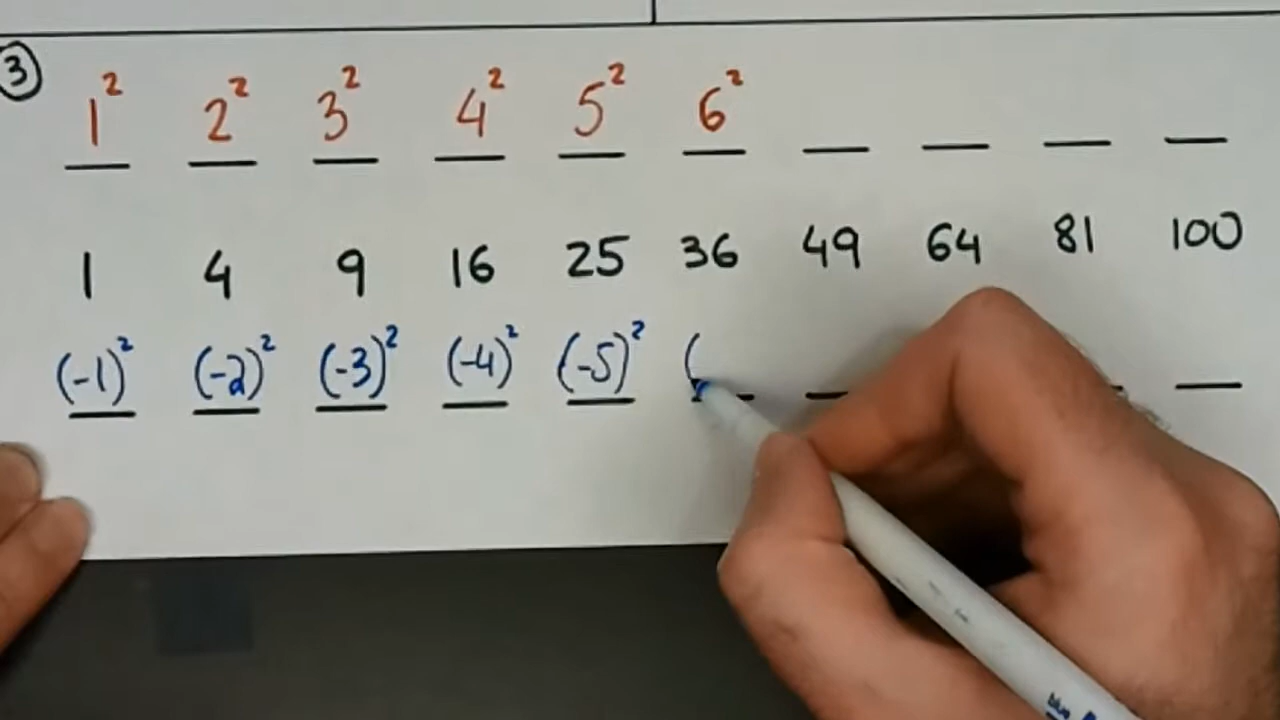 ③ 1² 2² 3² 4² 5² 6²
1 4 9 16 25 36 49 64 81 100
(-1)² (-2)² (-3)² (-4)² (-5)² (
blue